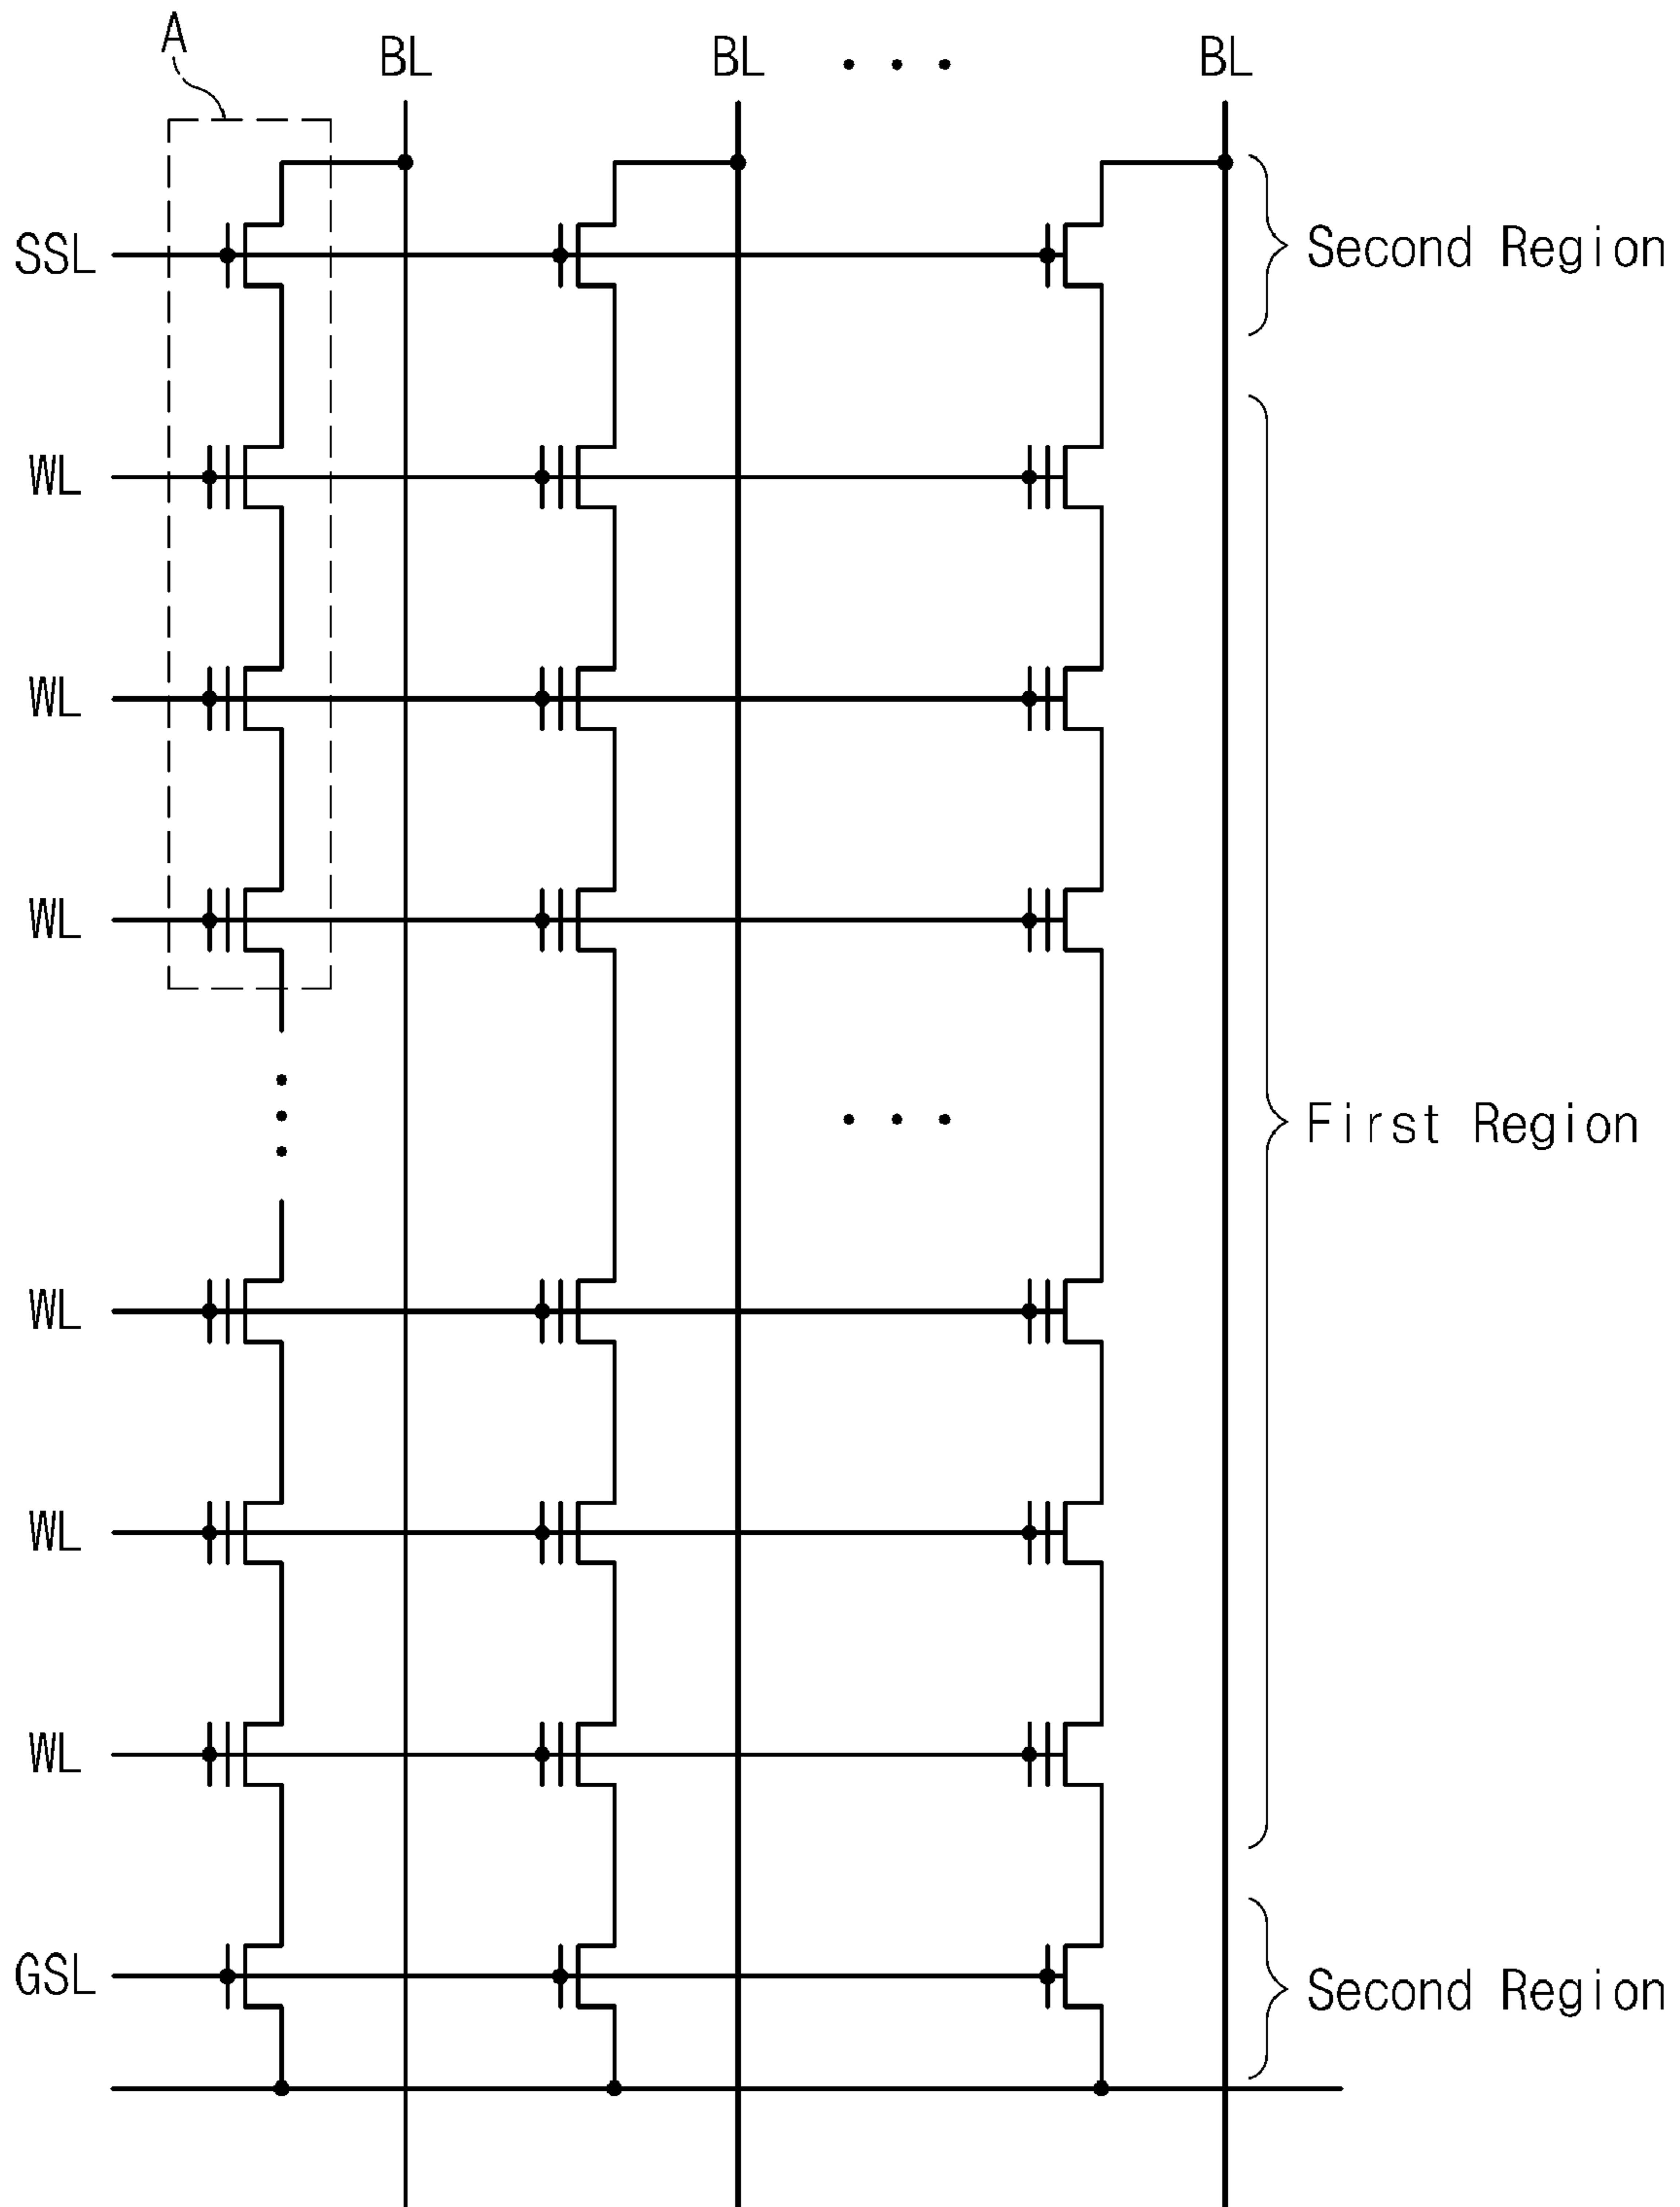 A
BL BL ... BL
SSL
Second Region
WL
WL
WL
First Region
WL
WL
WL
GSL
Second Region